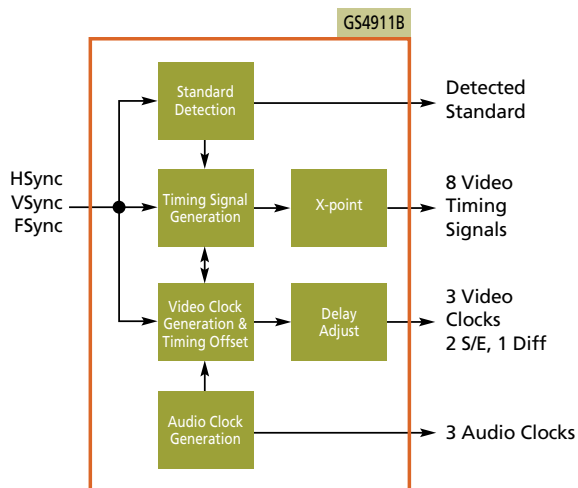 GS4911B
Standard
Detection
Detected
Standard
HSync
VSync
FSync
Timing Signal
Generation
X-point
8 Video
Timing
Signals
Video Clock
Generation &
Timing Offset
Delay
Adjust
3 Video
Clocks
2 S/E, 1 Diff
Audio Clock
Generation
3 Audio Clocks